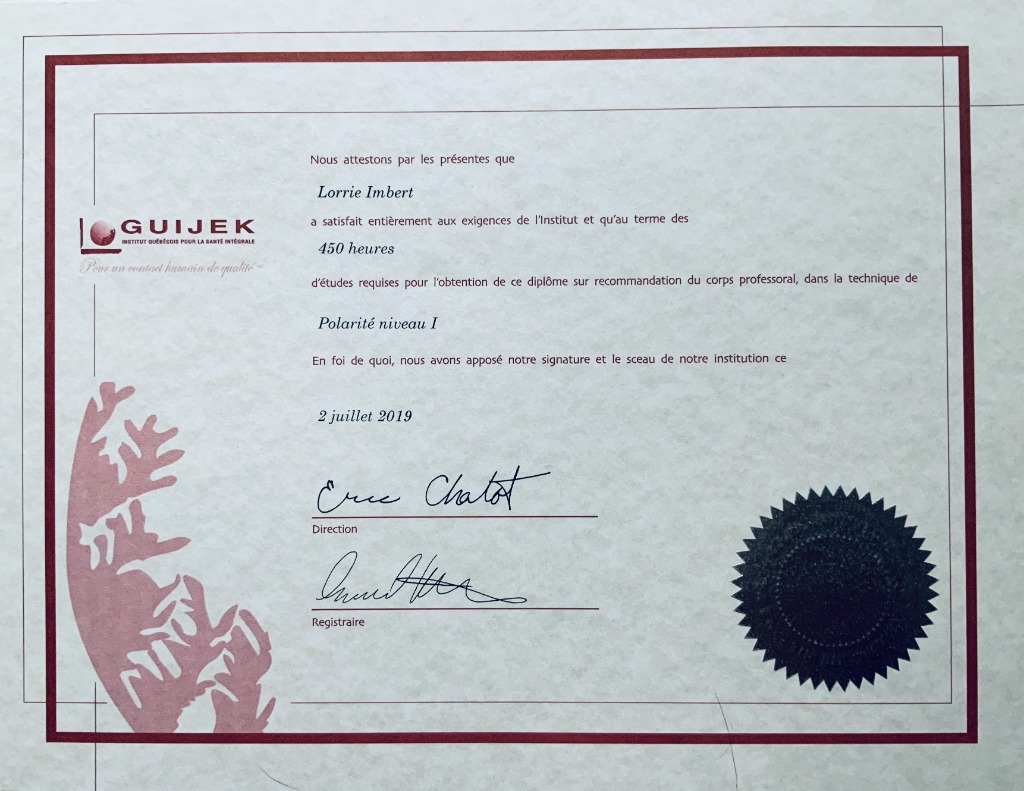 Nous attestons par les présentes que
Lorrie Imbert
GUIJEK
INSTITUT QUÉBÉCOIS POUR LA SANTÉ INTÉGRALE
Pour un contact humain de qualité
a satisfait entièrement aux exigences de l'Institut et qu'au terme des
450 heures
d'études requises pour l'obtention de ce diplôme sur recommandation du corps professoral, dans la technique de
Polarité niveau I
En foi de quoi, nous avons apposé notre signature et le sceau de notre institution ce
2 juillet 2019
Eric Chalot
Direction
Registraire